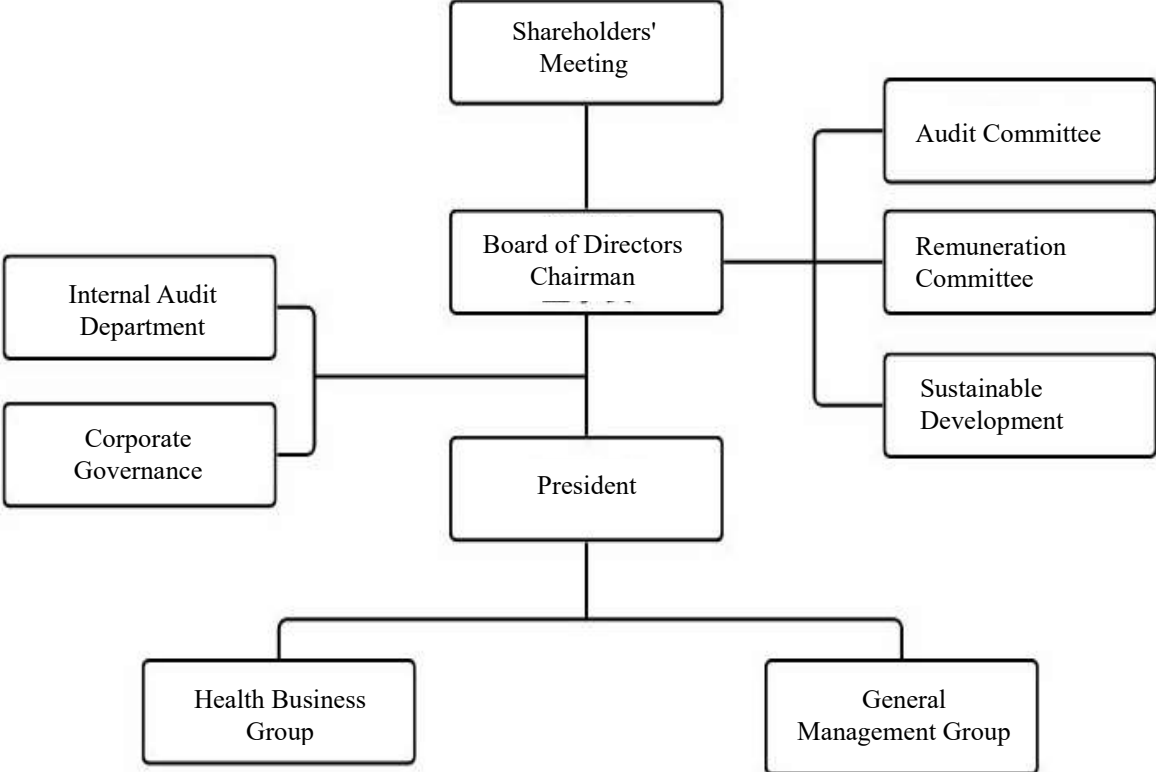 Shareholders'
Meeting
Audit Committee
Board of Directors
Chairman
Remuneration
Committee
Internal Audit
Department
Sustainable
Development
Corporate
Governance
President
Health Business
Group
General
Management Group